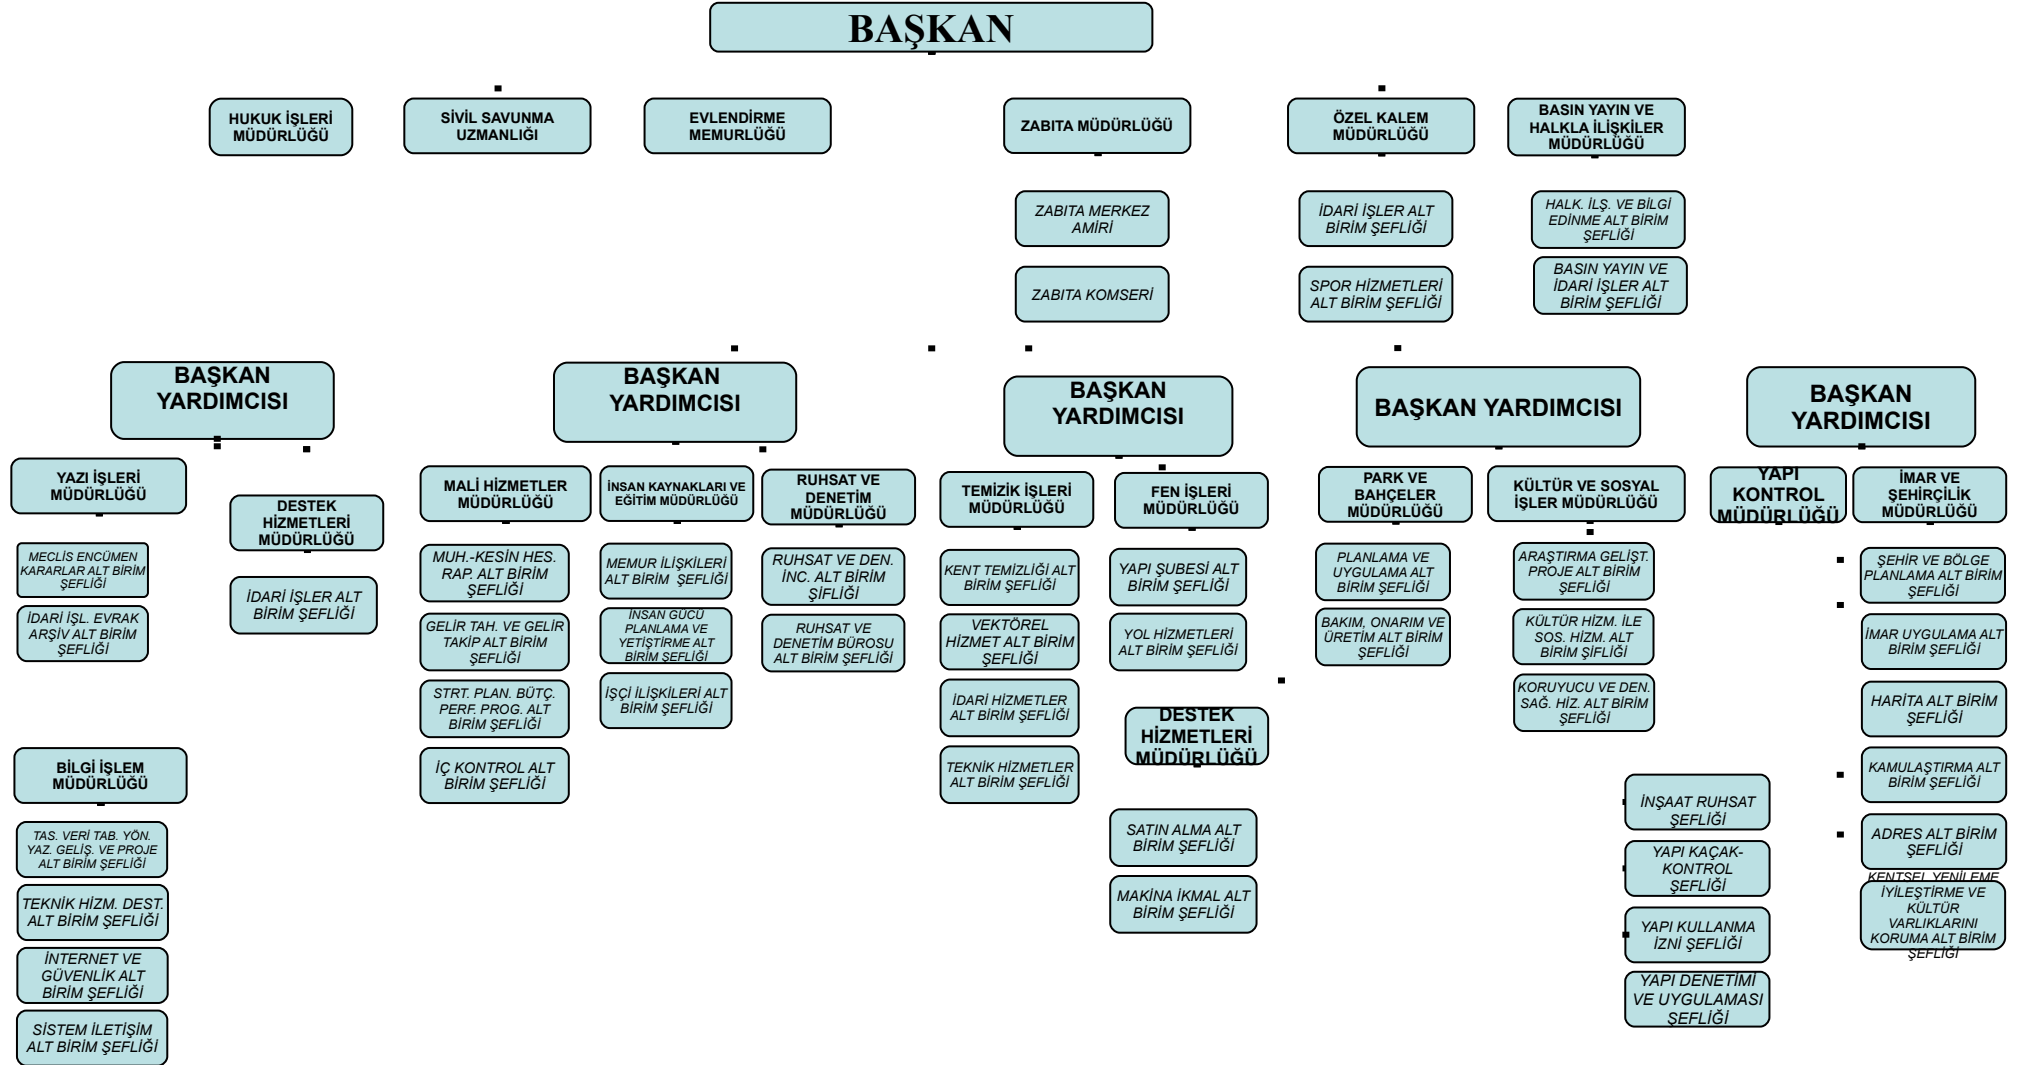 BAŞKAN
HUKUK İŞLERİ
MÜDÜRLÜĞÜ
SİVİL SAVUNMA
UZMANLIĞI
EVLENDİRME
MEMURLUĞU
ZABITA MÜDÜRLÜĞÜ
ÖZEL KALEM
MÜDÜRLÜĞÜ
BASIN YAYIN VE
HALKLA İLİŞKİLER
MÜDÜRLÜĞÜ
ZABITA MERKEZ
AMİRİ
ZABITA KOMSERİ
İDARİ İŞLER ALT
BİRİM ŞEFLİĞİ
SPOR HİZMETLERİ
ALT BİRİM ŞEFLİĞİ
HALK. İLŞ. VE BİLGİ
EDİNME ALT BİRİM
ŞEFLİĞİ
BASIN YAYIN VE
İDARİ İŞLER ALT
BİRİM ŞEFLİĞİ
BAŞKAN
YARDIMCISI
YAZI İŞLERİ
MÜDÜRLÜĞÜ
MECLİS ENCÜMEN
KARARLAR ALT BİRİM
ŞEFLİĞİ
İDARİ İŞL. EVRAK
ARŞİV ALT BİRİM
ŞEFLİĞİ
DESTEK
HİZMETLERİ
MÜDÜRLÜĞÜ
İDARİ İŞLER ALT
BİRİM ŞEFLİĞİ
BİLGİ İŞLEM
MÜDÜRLÜĞÜ
TAS. VERİ TAB. YÖN.
YAZ. GELİŞ. VE PROJE
ALT BİRİM ŞEFLİĞİ
TEKNİK HİZM. DEST.
ALT BİRİM ŞEFLİĞİ
İNTERNET VE
GÜVENLİK ALT
BİRİM ŞEFLİĞİ
SİSTEM İLETİŞİM
ALT BİRİM ŞEFLİĞİ
BAŞKAN
YARDIMCISI
MALİ HİZMETLER
MÜDÜRLÜĞÜ
MUH.-KESİN HES.
RAP. ALT BİRİM
ŞEFLİĞİ
GELİR TAH. VE GELİR
TAKİP ALT BİRİM
ŞEFLİĞİ
STRT. PLAN. BÜTÇ.
PERF. PROG. ALT
BİRİM ŞEFLİĞİ
İÇ KONTROL ALT
BİRİM ŞEFLİĞİ
İNSAN KAYNAKLARI VE
EĞİTİM MÜDÜRLÜĞÜ
MEMUR İLİŞKİLERİ
ALT BİRİM ŞEFLİĞİ
İNSAN GÜCÜ
PLANLAMA VE
YETİŞTİRME ALT
BİRİM ŞEFLİĞİ
İŞÇİ İLİŞKİLERİ ALT
BİRİM ŞEFLİĞİ
RUHSAT VE
DENETİM
MÜDÜRLÜĞÜ
RUHSAT VE DEN.
İNC. ALT BİRİM
ŞİFLİĞİ
RUHSAT VE
DENETİM BÜROSU
ALT BİRİM ŞEFLİĞİ
BAŞKAN
YARDIMCISI
TEMİZİK İŞLERİ
MÜDÜRLÜĞÜ
KENT TEMİZLİĞİ ALT
BİRİM ŞEFLİĞİ
VEKTÖREL
HİZMET ALT BİRİM
ŞEFLİĞİ
İDARİ HİZMETLER
ALT BİRİM ŞEFLİĞİ
TEKNİK HİZMETLER
ALT BİRİM ŞEFLİĞİ
FEN İŞLERİ
MÜDÜRLÜĞÜ
YAPI ŞUBESİ ALT
BİRİM ŞEFLİĞİ
YOL HİZMETLERİ
ALT BİRİM ŞEFLİĞİ
DESTEK
HİZMETLERİ
MÜDÜRLÜĞÜ
SATIN ALMA ALT
BİRİM ŞEFLİĞİ
MAKİNA İKMAL ALT
BİRİM ŞEFLİĞİ
BAŞKAN YARDIMCISI
PARK VE
BAHÇELER
MÜDÜRLÜĞÜ
PLANLAMA VE
UYGULAMA ALT
BİRİM ŞEFLİĞİ
BAKIM, ONARIM VE
ÜRETİM ALT BİRİM
ŞEFLİĞİ
KÜLTÜR VE SOSYAL
İŞLER MÜDÜRLÜĞÜ
ARAŞTIRMA GELİŞT.
PROJE ALT BİRİM
ŞEFLİĞİ
KÜLTÜR HİZM. İLE
SOS. HİZM. ALT
BİRİM ŞİFLİĞİ
KORUYUCU VE DEN.
SAĞ. HİZ. ALT BİRİM
ŞEFLİĞİ
BAŞKAN
YARDIMCISI
YAPI
KONTROL
MÜDÜRLÜĞÜ
İNŞAAT RUHSAT
ŞEFLİĞİ
YAPI KAÇAK-
KONTROL
ŞEFLİĞİ
YAPI KULLANMA
İZNİ ŞEFLİĞİ
YAPI DENETİMİ
VE UYGULAMASI
ŞEFLİĞİ
İMAR VE
ŞEHİRÇİLİK
MÜDÜRLÜĞÜ
ŞEHİR VE BÖLGE
PLANLAMA ALT BİRİM
ŞEFLİĞİ
İMAR UYGULAMA ALT
BİRİM ŞEFLİĞİ
HARİTA ALT BİRİM
ŞEFLİĞİ
KAMULAŞTIRMA ALT
BİRİM ŞEFLİĞİ
ADRES ALT BİRİM
ŞEFLİĞİ
KENTSEL YENİLEME
İYİLEŞTİRME VE
KÜLTÜR
VARLIKLARINI
KORUMA ALT BİRİM
ŞEFLİĞİ